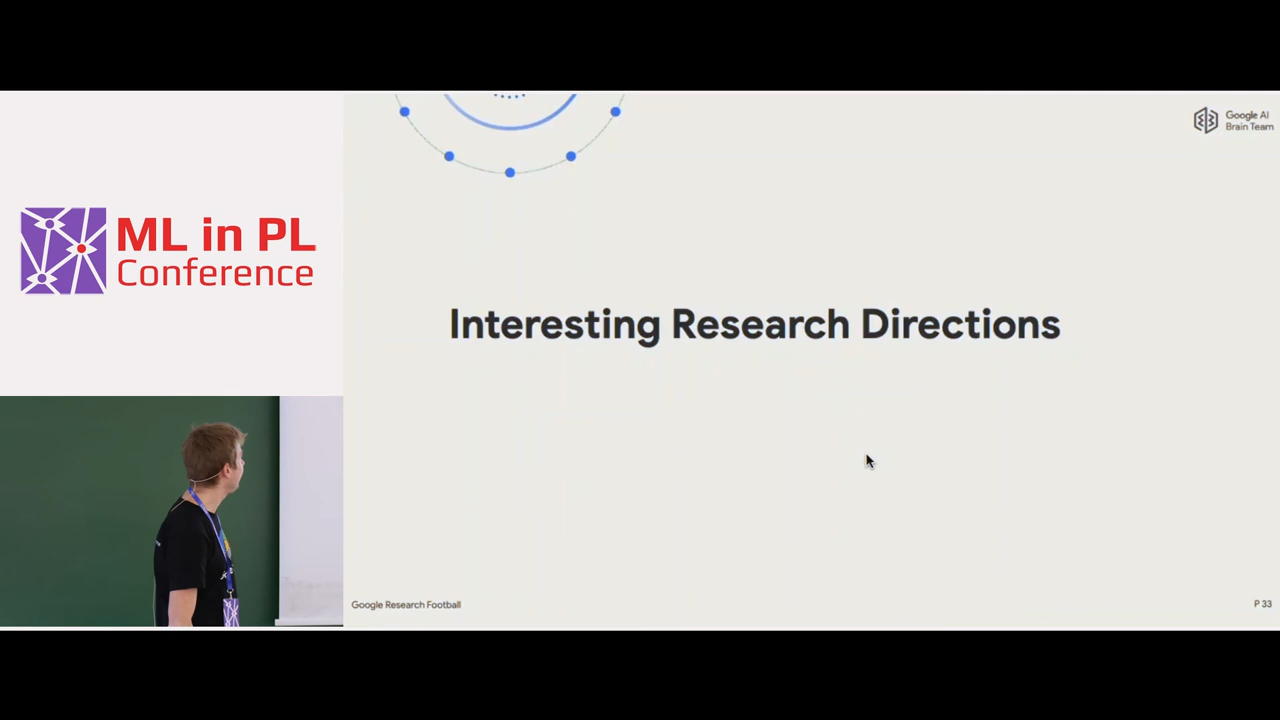 ML in PL
Conference
Google AI
Brain Team
Interesting Research Directions
Google Research Football
P 33